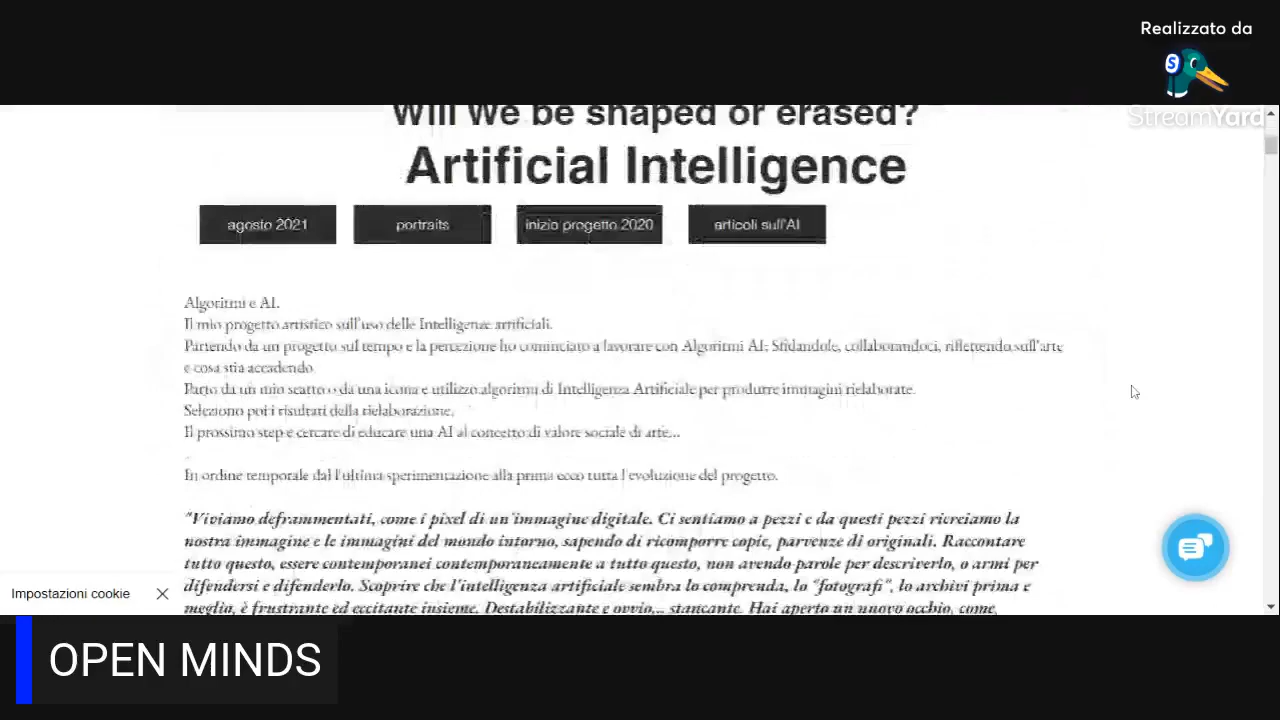 Realizzato da
StreamYard
Will We be shaped or erased?
Artificial Intelligence
agosto 2021 portraits inizio progetto 2020 articoli sull'AI
Algoritmi e AI.
Il mio progetto artistico sull'uso delle Intelligenze artificiali.
Partendo da un progetto sul tempo e la percezione ho cominciato a lavorare con Algoritmi AI; Sfidandole, collaborandoci, riflettendo sull'arte
e cosa stia accadendo
Parto da un mio scatto o da una icona e utilizzo algoritmi di Intelligenza Artificiale per produrre immagini rielaborate.
Seleziono poi i risultati della rielaborazione.
Il prossimo step e cercare di educare una AI al concetto di valore sociale di arte...
In ordine temporale dal l'ultima sperimentazione alla prima ecco tutta l'evoluzione del progetto.
"Viviamo deframmentati, come i pixel di un'immagine digitale. Ci sentiamo a pezzi e da questi pezzi ricreiamo la
nostra immagine e le immagini del mondo intorno, sapendo di ricomporre copie, parvenze di originali. Raccontare
tutto questo, essere contemporanei contemporaneamente a tutto questo, non avendo parole per descriverlo, o armi per
difendersi e difenderlo. Scoprire che l'intelligenza artificiale sembra lo comprenda, lo "fotografi", lo archivi prima e
meglio, è frustrante ed eccitante insieme. Destabilizzante e ovvio... stancante. Hai aperto un nuovo occhio, come,
Impostazioni cookie
OPEN MINDS